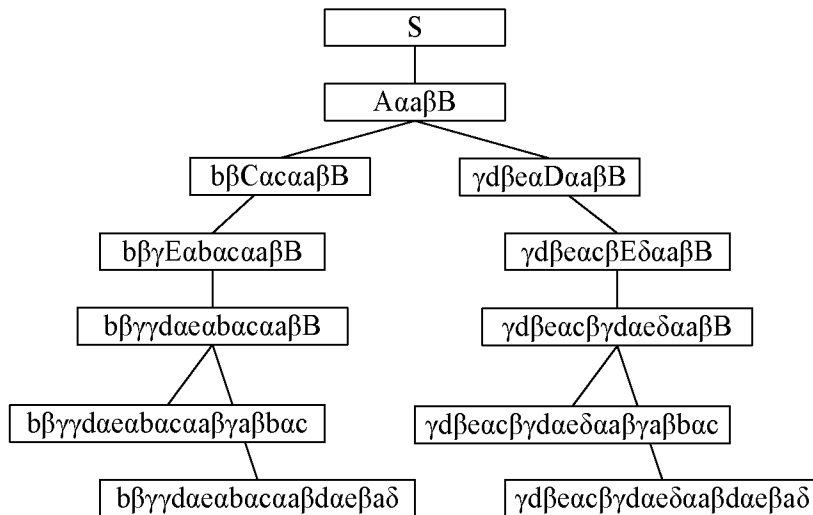 S
AαaβB
bβCαcαaβB
γdβeαDαaβB
bβγEαbαcαaβB
γdβeαcβEδαaβB
bβγγdαeαbαcαaβB
γdβeαcβγdαeδαaβB
bβγγdαeαbαcαaβγaβbαc
γdβeαcβγdαeδαaβγaβbαc
bβγγdαeαbαcαaβdαeβaδ
γdβeαcβγdαeδαaβdαeβaδ